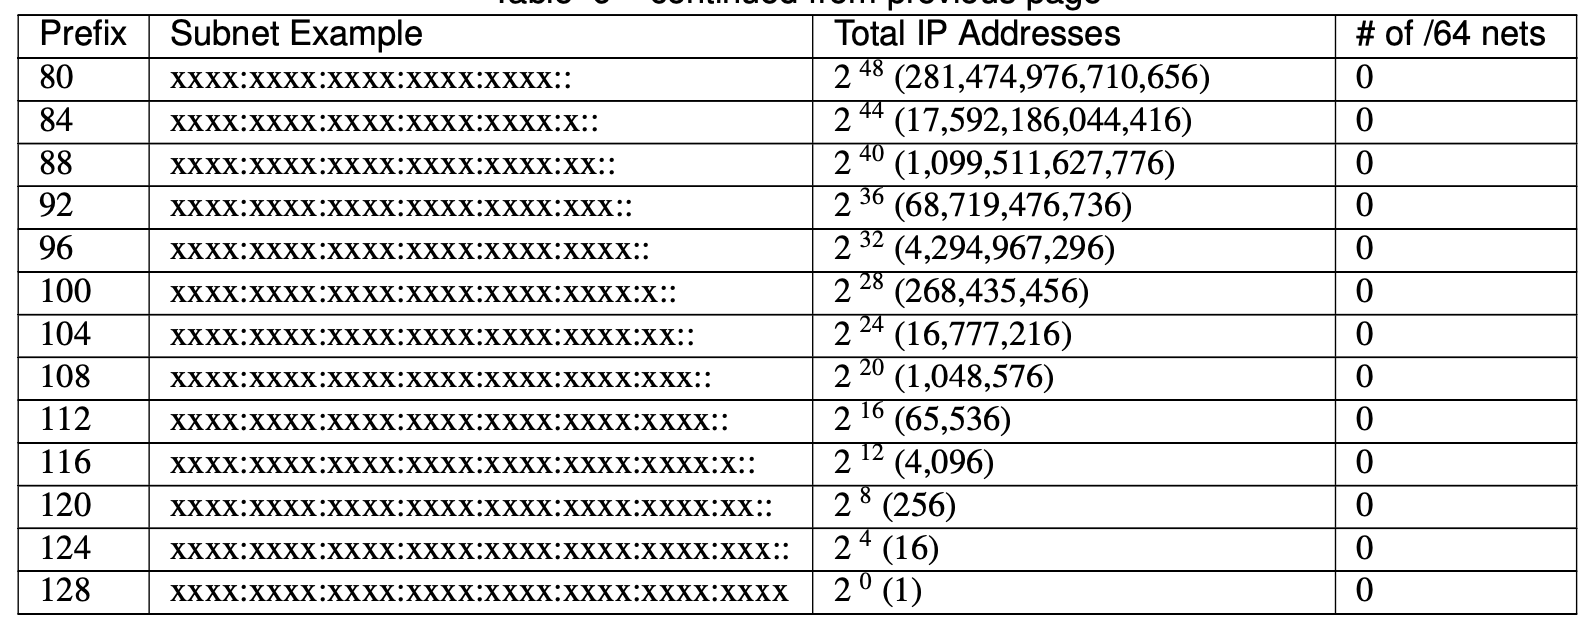 Table 6 – continued from previous page
Prefix Subnet Example Total IP Addresses # of /64 nets
80 xxxx:xxxx:xxxx:xxxx:xxxx:: 2 48 (281,474,976,710,656) 0
84 xxxx:xxxx:xxxx:xxxx:xxxx:x:: 2 44 (17,592,186,044,416) 0
88 xxxx:xxxx:xxxx:xxxx:xxxx:xx:: 2 40 (1,099,511,627,776) 0
92 xxxx:xxxx:xxxx:xxxx:xxxx:xxx:: 2 36 (68,719,476,736) 0
96 xxxx:xxxx:xxxx:xxxx:xxxx:xxxx:: 2 32 (4,294,967,296) 0
100 xxxx:xxxx:xxxx:xxxx:xxxx:xxxx:x:: 2 28 (268,435,456) 0
104 xxxx:xxxx:xxxx:xxxx:xxxx:xxxx:xx:: 2 24 (16,777,216) 0
108 xxxx:xxxx:xxxx:xxxx:xxxx:xxxx:xxx:: 2 20 (1,048,576) 0
112 xxxx:xxxx:xxxx:xxxx:xxxx:xxxx:xxxx:: 2 16 (65,536) 0
116 xxxx:xxxx:xxxx:xxxx:xxxx:xxxx:xxxx:x:: 2 12 (4,096) 0
120 xxxx:xxxx:xxxx:xxxx:xxxx:xxxx:xxxx:xx:: 2 8 (256) 0
124 xxxx:xxxx:xxxx:xxxx:xxxx:xxxx:xxxx:xxx:: 2 4 (16) 0
128 xxxx:xxxx:xxxx:xxxx:xxxx:xxxx:xxxx:xxxx 2 0 (1) 0